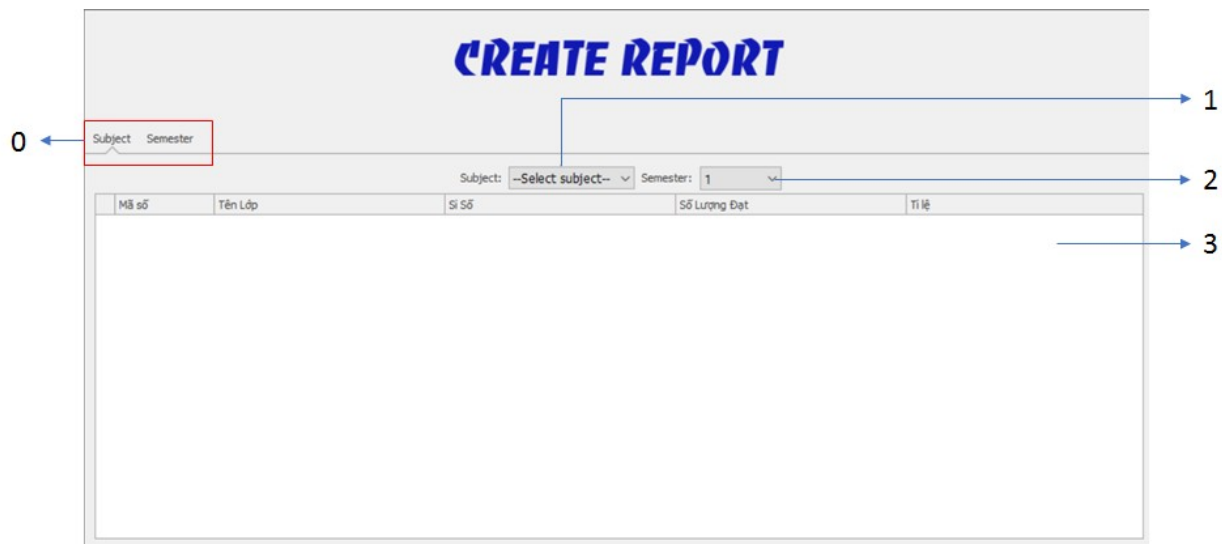 CREATE REPORT
1
0
Subject Semester
Subject: --Select subject-- Semester: 1
2
Mã số Tên Lớp Sỉ Số Số Lượng Đạt Tỉ lệ
3